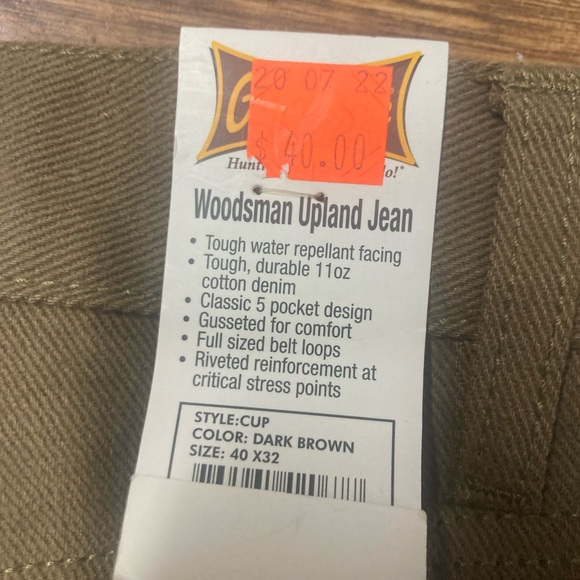 20 07 22
$ 40.00
Woodsman Upland Jean
• Tough water repellant facing
• Tough, durable 11oz
cotton denim
• Classic 5 pocket design
• Gusseted for comfort
• Full sized belt loops
• Riveted reinforcement at
critical stress points
STYLE:CUP
COLOR: DARK BROWN
SIZE: 40 X32